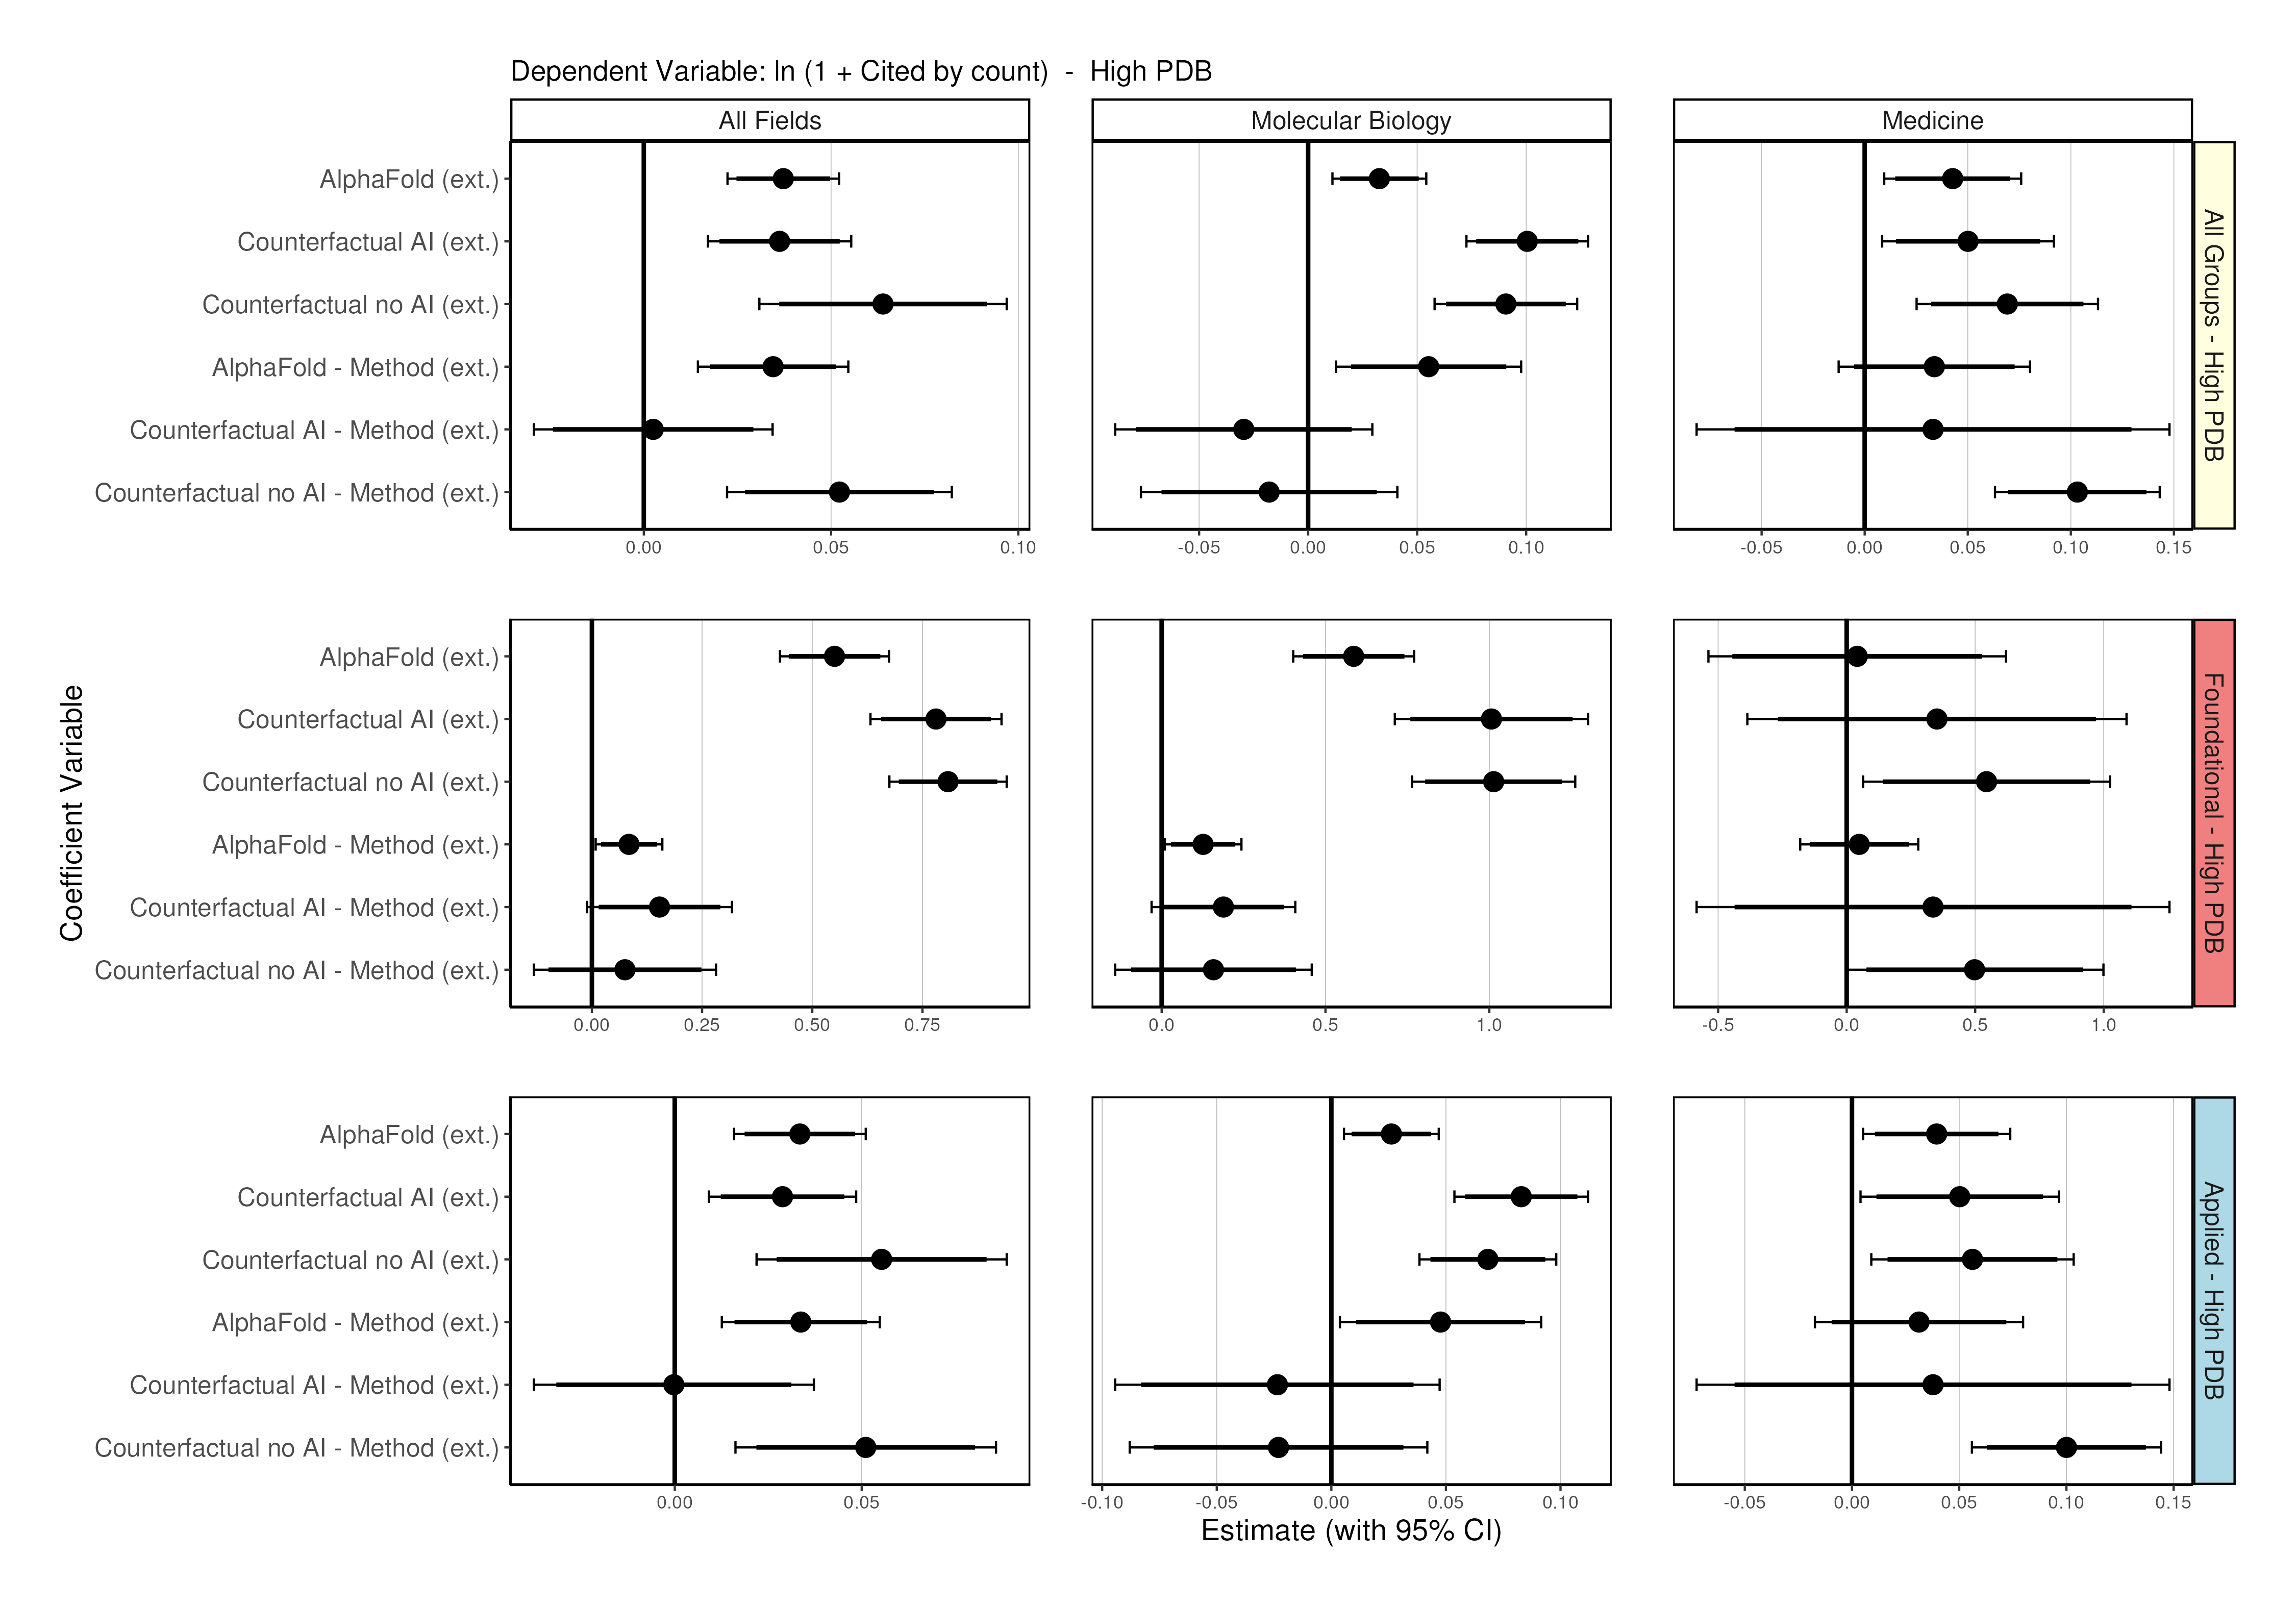 Dependent Variable: ln (1 + Cited by count)  -  High PDB
All Fields
Molecular Biology
Medicine
AlphaFold (ext.)
Counterfactual AI (ext.)
Counterfactual no AI (ext.)
AlphaFold - Method (ext.)
Counterfactual AI - Method (ext.)
Counterfactual no AI - Method (ext.)
All Groups - High PDB
0.00 0.05 0.10
-0.05 0.00 0.05 0.10
-0.05 0.00 0.05 0.10 0.15
Coefficient Variable
AlphaFold (ext.)
Counterfactual AI (ext.)
Counterfactual no AI (ext.)
AlphaFold - Method (ext.)
Counterfactual AI - Method (ext.)
Counterfactual no AI - Method (ext.)
Foundational - High PDB
0.00 0.25 0.50 0.75
0.0 0.5 1.0
-0.5 0.0 0.5 1.0
AlphaFold (ext.)
Counterfactual AI (ext.)
Counterfactual no AI (ext.)
AlphaFold - Method (ext.)
Counterfactual AI - Method (ext.)
Counterfactual no AI - Method (ext.)
Applied - High PDB
0.00 0.05
-0.10 -0.05 0.00 0.05 0.10
-0.05 0.00 0.05 0.10 0.15
Estimate (with 95% CI)